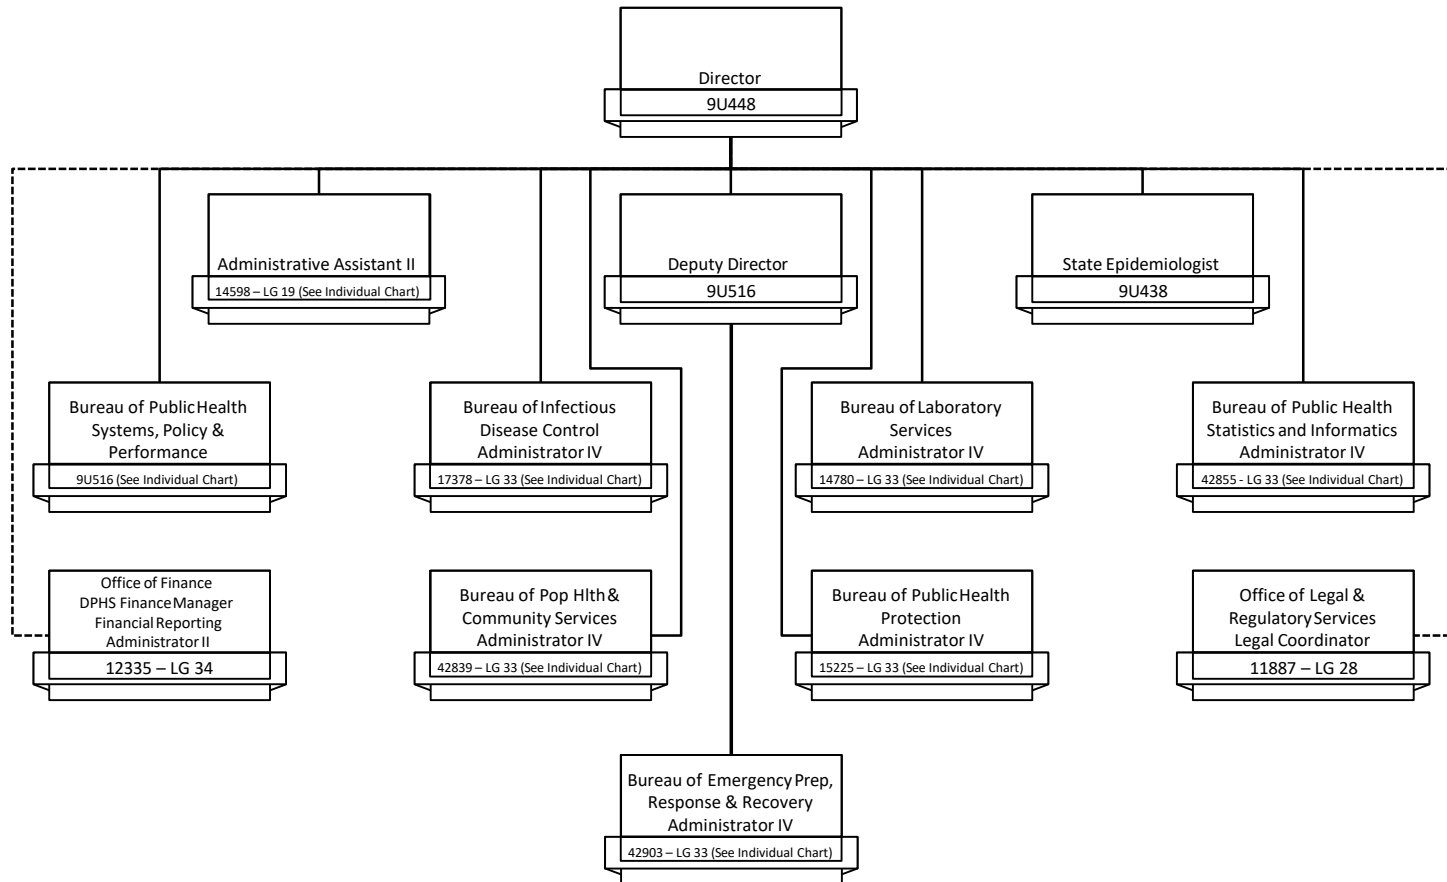 Director
9U448
Administrative Assistant II
14598 – LG 19 (See Individual Chart)
Deputy Director
9U516
State Epidemiologist
9U438
Bureau of Public Health
Systems, Policy &
Performance
9U516 (See Individual Chart)
Bureau of Infectious
Disease Control
Administrator IV
17378 – LG 33 (See Individual Chart)
Bureau of Laboratory
Services
Administrator IV
14780 – LG 33 (See Individual Chart)
Bureau of Public Health
Statistics and Informatics
Administrator IV
42855 - LG 33 (See Individual Chart)
Office of Finance
DPHS Finance Manager
Financial Reporting
Administrator II
12335 – LG 34
Bureau of Pop Hlth &
Community Services
Administrator IV
42839 – LG 33 (See Individual Chart)
Bureau of Public Health
Protection
Administrator IV
15225 – LG 33 (See Individual Chart)
Office of Legal &
Regulatory Services
Legal Coordinator
11887 – LG 28
Bureau of Emergency Prep,
Response & Recovery
Administrator IV
42903 – LG 33 (See Individual Chart)